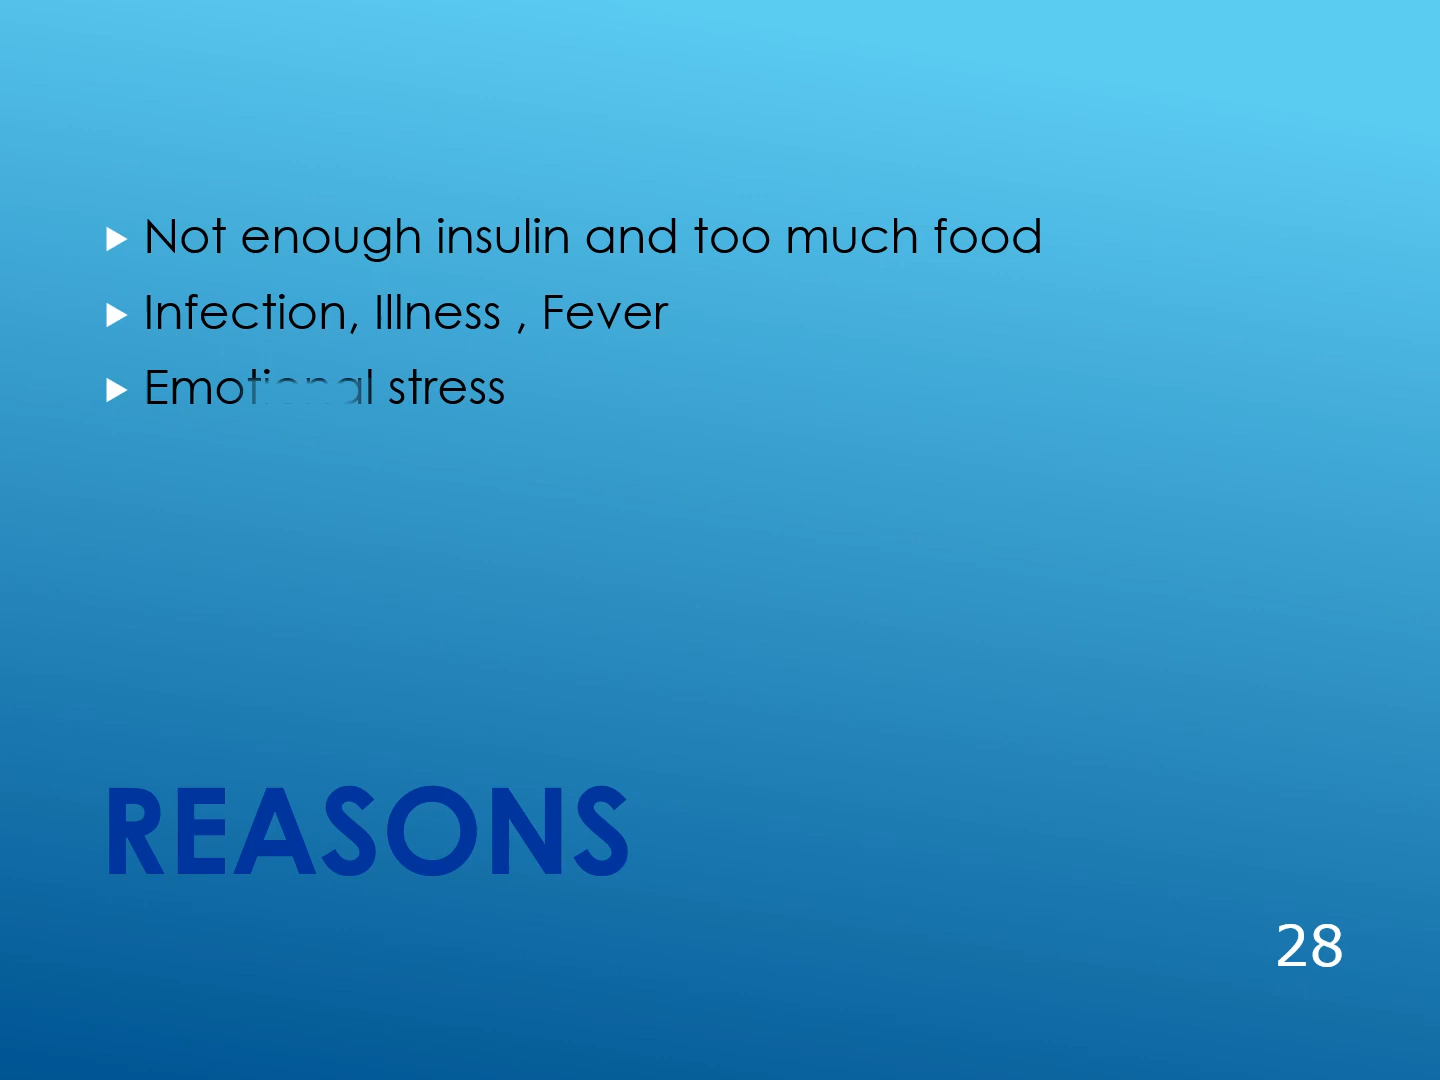 Not enough insulin and too much food
Infection, Illness , Fever
Emotional stress
REASONS
28